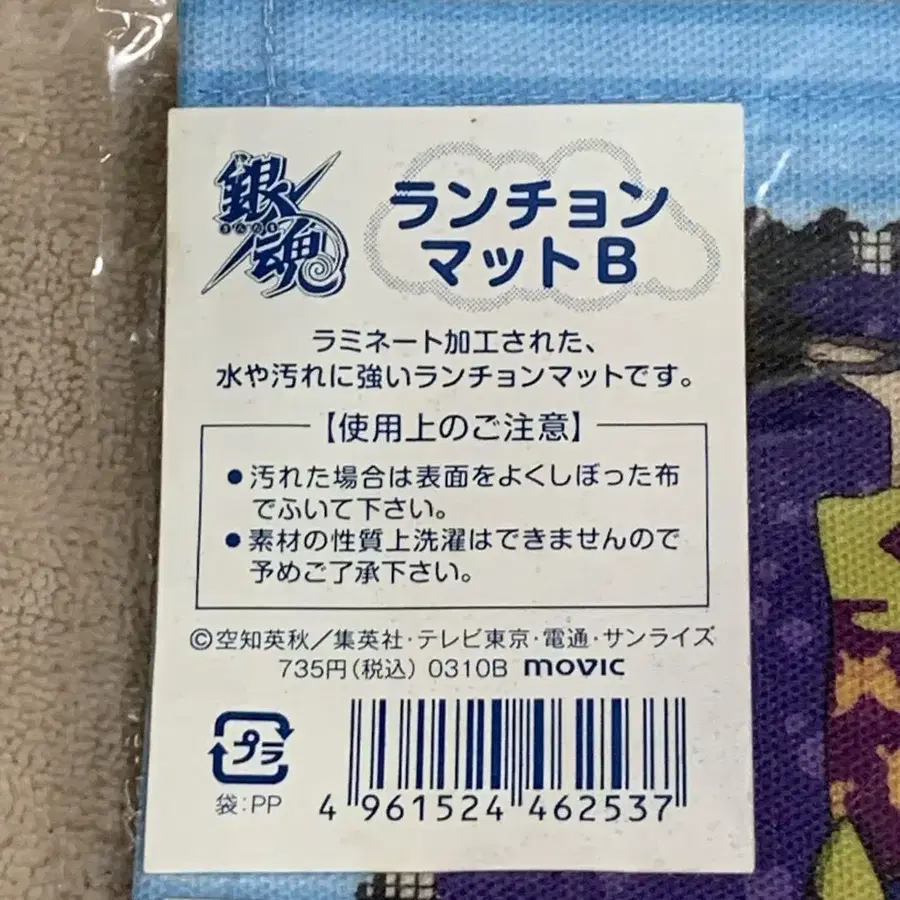 銀魂
ぎんたま
ランチョン
マットB
ラミネート加工された、
水や汚れに強いランチョンマットです。
【使用上のご注意】
●汚れた場合は表面をよくしぼった布
でふいて下さい。
●素材の性質上洗濯はできませんので
予めご了承下さい。
©空知英秋／集英社・テレビ東京・電通・サンライズ
735円(税込) 0310B movic
プラ
袋:PP
4 961524 462537